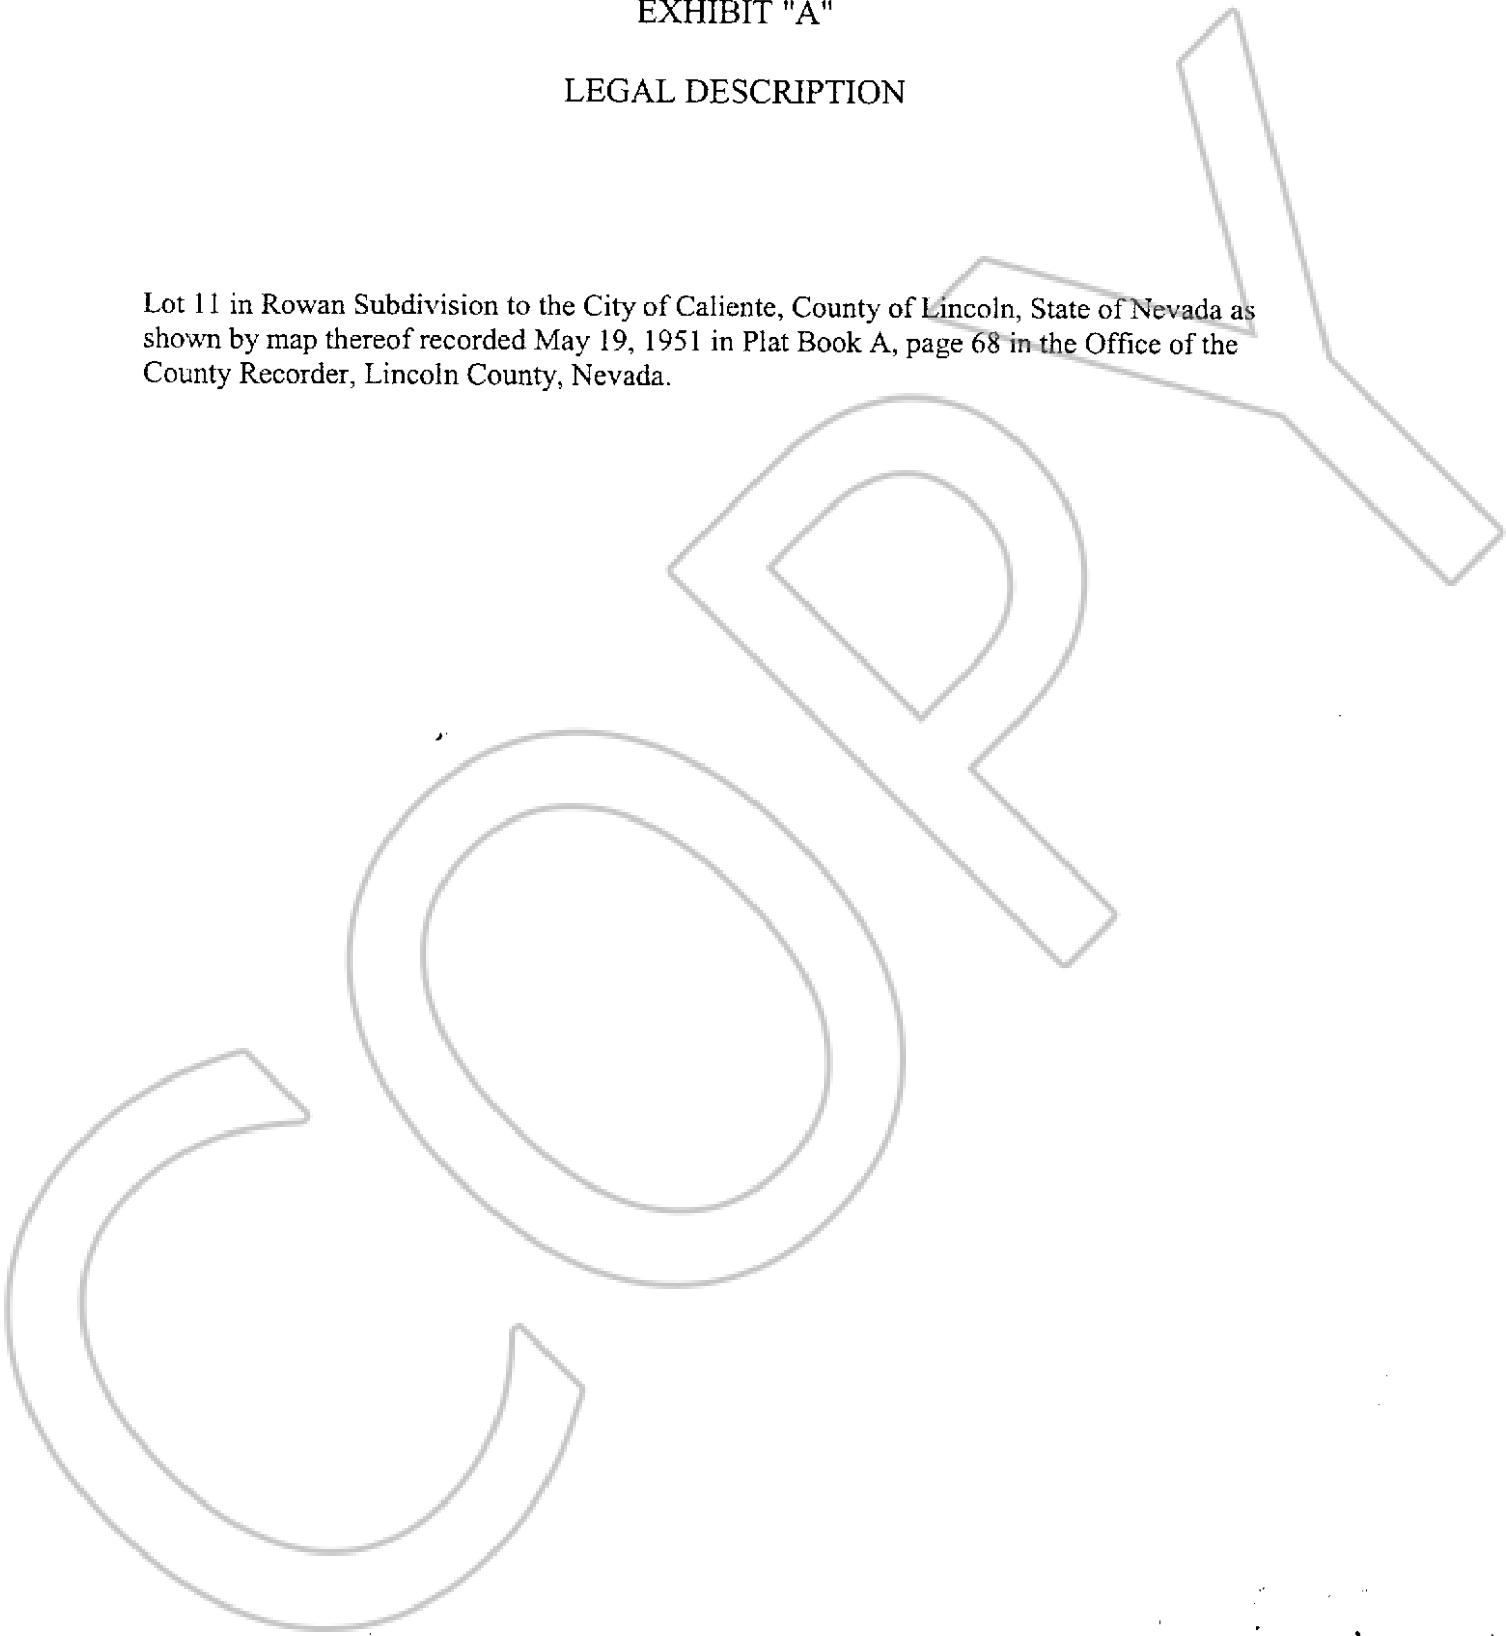 EXHIBIT "A"
LEGAL DESCRIPTION
Lot 11 in Rowan Subdivision to the City of Caliente, County of Lincoln, State of Nevada as
shown by map thereof recorded May 19, 1951 in Plat Book A, page 68 in the Office of the
County Recorder, Lincoln County, Nevada.
COPY